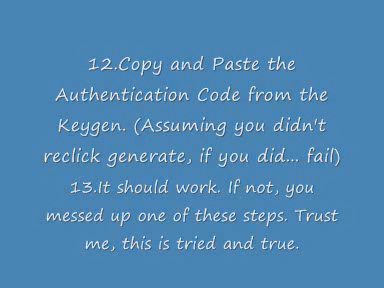 12.Copy and Paste the
Authentication Code from the
Keygen. (Assuming you didn't
reclick generate, if you did... fail)
13.It should work. If not, you
messed up one of these steps. Trust
me, this is tried and true.